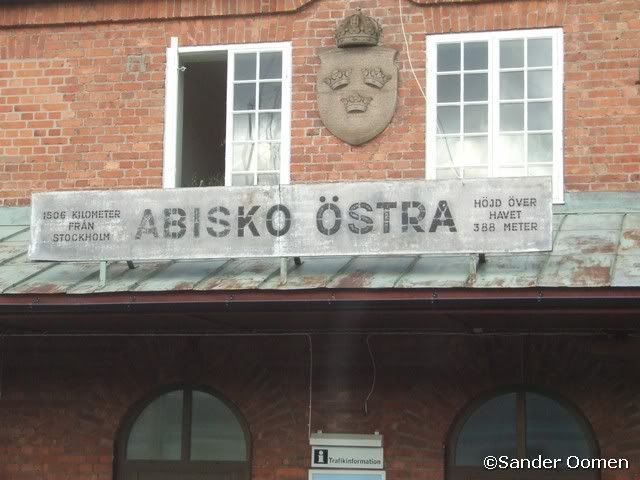 1506 KILOMETER
FRÅN
STOCKHOLM
ABISKO ÖSTRA
HÖJD ÖVER
HAVET
388 METER
i Trafikinformation
©Sander Oomen